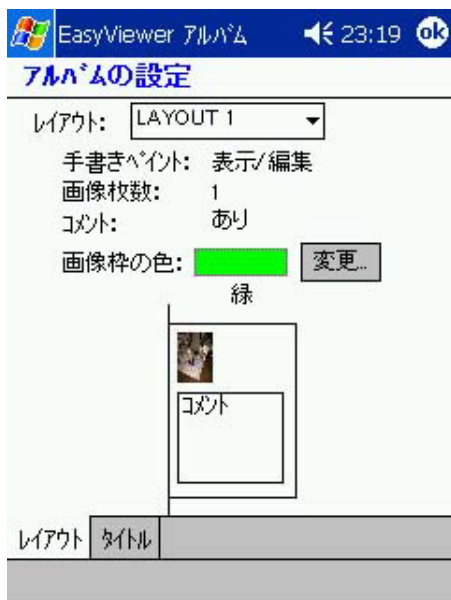 EasyViewer ｱﾙﾊﾞﾑ 23:19 ok
ｱﾙﾊﾞﾑの設定
ﾚｲｱｳﾄ: LAYOUT 1
手書きﾍﾟｲﾝﾄ: 表示/編集
画像枚数: 1
ｺﾒﾝﾄ: あり
画像枠の色: 変更...
緑
ｺﾒﾝﾄ
ﾚｲｱｳﾄ ﾀｲﾄﾙ